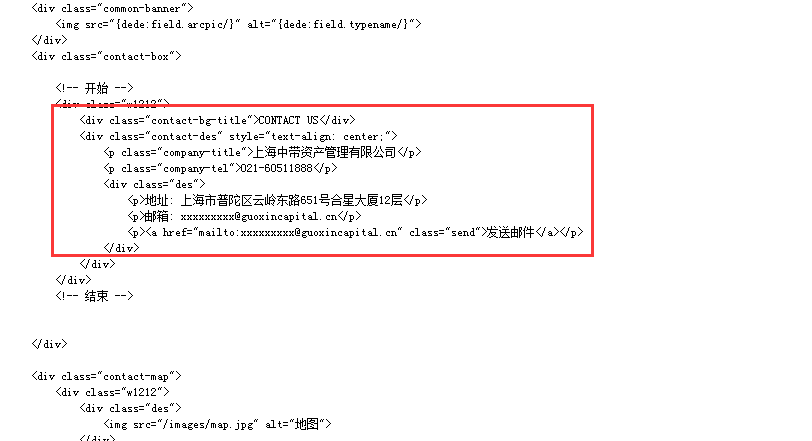 <div class="common-banner">
<img src="{dede:field.arcpic/}" alt="{dede:field.typename/}">
</div>
<div class="contact-box">
<!-- 开始 -->
<div class="w1212">
<div class="contact-bg-title">CONTACT US</div>
<div class="contact-des" style="text-align: center;">
<p class="company-title">上海中带资产管理有限公司</p>
<p class="company-tel">021-60511888</p>
<div class="des">
<p>地址: 上海市普陀区云岭东路651号合星大厦12层</p>
<p>邮箱: xxxxxxxxx@guoxincapital.cn</p>
<p><a href="mailto:xxxxxxxxx@guoxincapital.cn" class="send">发送邮件</a></p>
</div>
</div>
</div>
<!-- 结束 -->
</div>
<div class="contact-map">
<div class="w1212">
<div class="des">
<img src="/images/map.jpg" alt="地图">
</div>